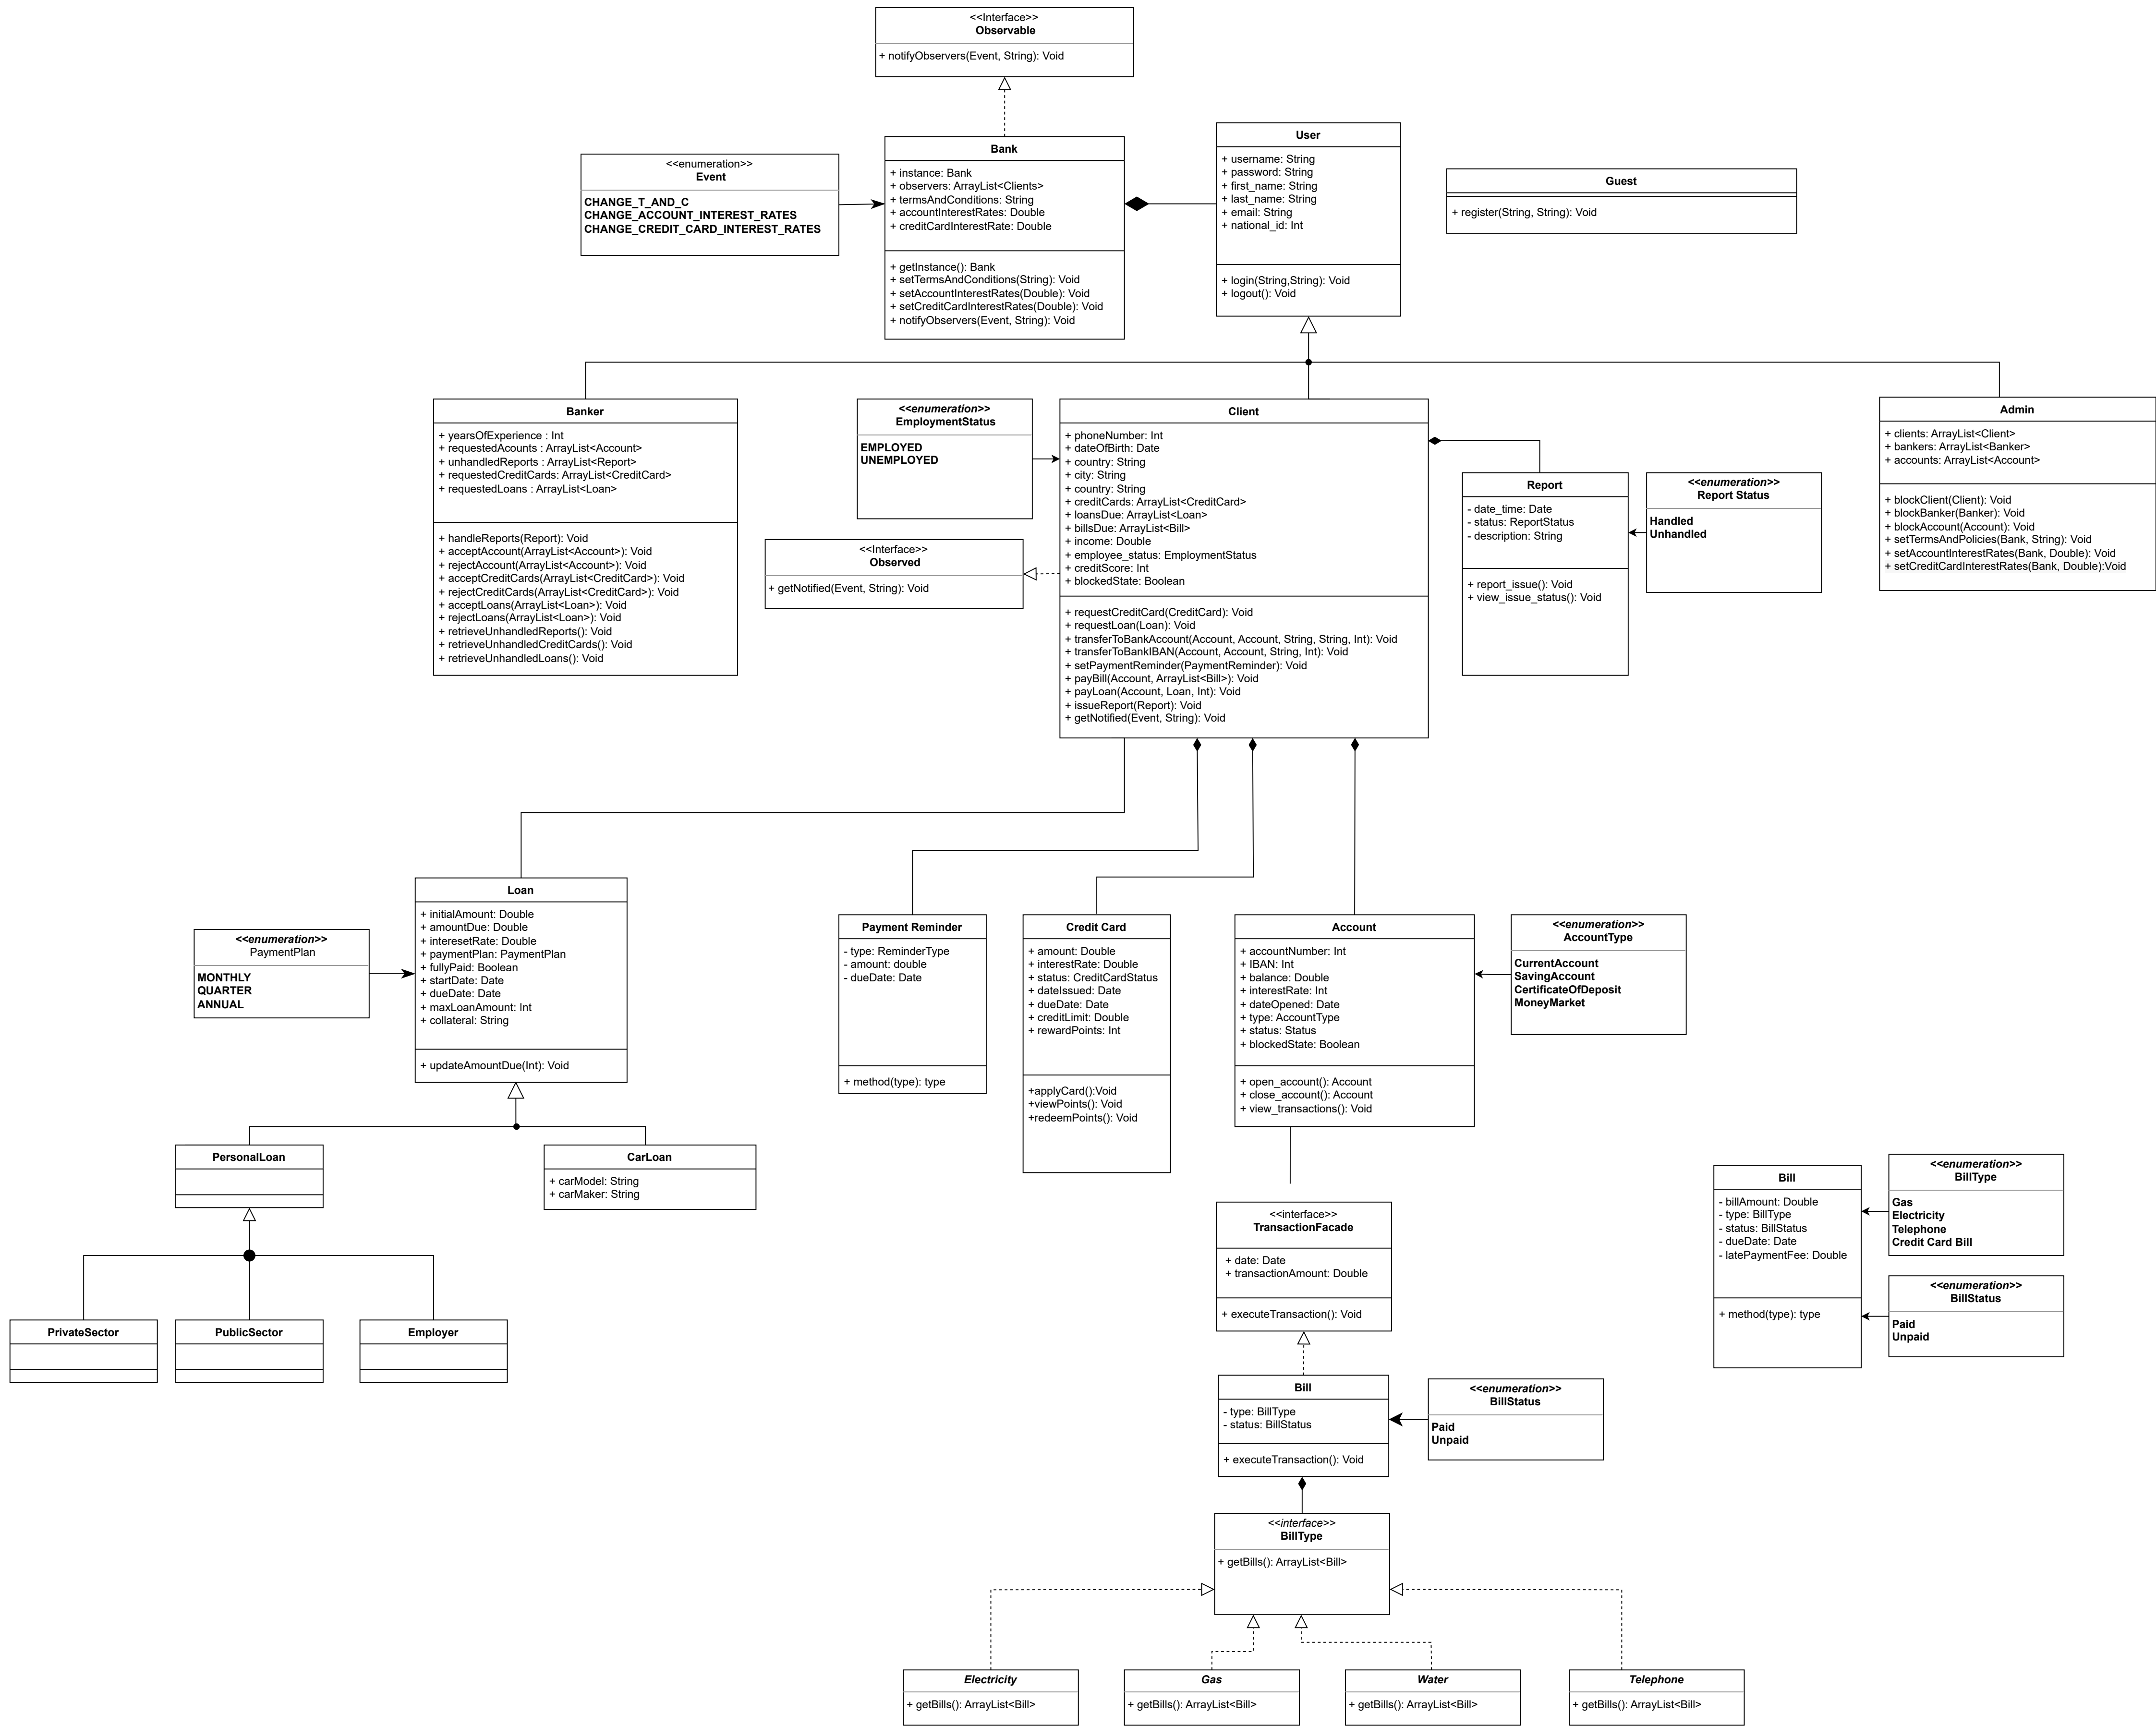 <<Interface>>
Observable
+ notifyObservers(Event, String): Void
<<enumeration>>
Event
CHANGE_T_AND_C
CHANGE_ACCOUNT_INTEREST_RATES
CHANGE_CREDIT_CARD_INTEREST_RATES
Bank
+ instance: Bank
+ observers: ArrayList<Clients>
+ termsAndConditions: String
+ accountInterestRates: Double
+ creditCardInterestRate: Double
+ getInstance(): Bank
+ setTermsAndConditions(String): Void
+ setAccountInterestRates(Double): Void
+ setCreditCardInterestRates(Double): Void
+ notifyObservers(Event, String): Void
User
+ username: String
+ password: String
+ first_name: String
+ last_name: String
+ email: String
+ national_id: Int
+ login(String,String): Void
+ logout(): Void
Guest
+ register(String, String): Void
Banker
+ yearsOfExperience : Int
+ requestedAcounts : ArrayList<Account>
+ unhandledReports : ArrayList<Report>
+ requestedCreditCards: ArrayList<CreditCard>
+ requestedLoans : ArrayList<Loan>
+ handleReports(Report): Void
+ acceptAccount(ArrayList<Account>): Void
+ rejectAccount(ArrayList<Account>): Void
+ acceptCreditCards(ArrayList<CreditCard>): Void
+ rejectCreditCards(ArrayList<CreditCard>): Void
+ acceptLoans(ArrayList<Loan>): Void
+ rejectLoans(ArrayList<Loan>): Void
+ retrieveUnhandledReports(): Void
+ retrieveUnhandledCreditCards(): Void
+ retrieveUnhandledLoans(): Void
<<enumeration>>
EmploymentStatus
EMPLOYED
UNEMPLOYED
<<Interface>>
Observed
+ getNotified(Event, String): Void
Client
+ phoneNumber: Int
+ dateOfBirth: Date
+ country: String
+ city: String
+ country: String
+ creditCards: ArrayList<CreditCard>
+ loansDue: ArrayList<Loan>
+ billsDue: ArrayList<Bill>
+ income: Double
+ employee_status: EmploymentStatus
+ creditScore: Int
+ blockedState: Boolean
+ requestCreditCard(CreditCard): Void
+ requestLoan(Loan): Void
+ transferToBankAccount(Account, Account, String, String, Int): Void
+ transferToBankIBAN(Account, Account, String, Int): Void
+ setPaymentReminder(PaymentReminder): Void
+ payBill(Account, ArrayList<Bill>): Void
+ payLoan(Account, Loan, Int): Void
+ issueReport(Report): Void
+ getNotified(Event, String): Void
Report
- date_time: Date
- status: ReportStatus
- description: String
+ report_issue(): Void
+ view_issue_status(): Void
<<enumeration>>
Report Status
Handled
Unhandled
Admin
+ clients: ArrayList<Client>
+ bankers: ArrayList<Banker>
+ accounts: ArrayList<Account>
+ blockClient(Client): Void
+ blockBanker(Banker): Void
+ blockAccount(Account): Void
+ setTermsAndPolicies(Bank, String): Void
+ setAccountInterestRates(Bank, Double): Void
+ setCreditCardInterestRates(Bank, Double):Void
<<enumeration>>
PaymentPlan
MONTHLY
QUARTER
ANNUAL
Loan
+ initialAmount: Double
+ amountDue: Double
+ interesetRate: Double
+ paymentPlan: PaymentPlan
+ fullyPaid: Boolean
+ startDate: Date
+ dueDate: Date
+ maxLoanAmount: Int
+ collateral: String
+ updateAmountDue(Int): Void
Payment Reminder
- type: ReminderType
- amount: double
- dueDate: Date
+ method(type): type
Credit Card
+ amount: Double
+ interestRate: Double
+ status: CreditCardStatus
+ dateIssued: Date
+ dueDate: Date
+ creditLimit: Double
+ rewardPoints: Int
+applyCard():Void
+viewPoints(): Void
+redeemPoints(): Void
Account
+ accountNumber: Int
+ IBAN: Int
+ balance: Double
+ interestRate: Int
+ dateOpened: Date
+ type: AccountType
+ status: Status
+ blockedState: Boolean
+ open_account(): Account
+ close_account(): Account
+ view_transactions(): Void
<<enumeration>>
AccountType
CurrentAccount
SavingAccount
CertificateOfDeposit
MoneyMarket
PersonalLoan
CarLoan
+ carModel: String
+ carMaker: String
PrivateSector
PublicSector
Employer
<<interface>>
TransactionFacade
+ date: Date
+ transactionAmount: Double
+ executeTransaction(): Void
Bill
- billAmount: Double
- type: BillType
- status: BillStatus
- dueDate: Date
- latePaymentFee: Double
+ method(type): type
<<enumeration>>
BillType
Gas
Electricity
Telephone
Credit Card Bill
<<enumeration>>
BillStatus
Paid
Unpaid
Bill
- type: BillType
- status: BillStatus
+ executeTransaction(): Void
<<enumeration>>
BillStatus
Paid
Unpaid
<<interface>>
BillType
+ getBills(): ArrayList<Bill>
Electricity
+ getBills(): ArrayList<Bill>
Gas
+ getBills(): ArrayList<Bill>
Water
+ getBills(): ArrayList<Bill>
Telephone
+ getBills(): ArrayList<Bill>